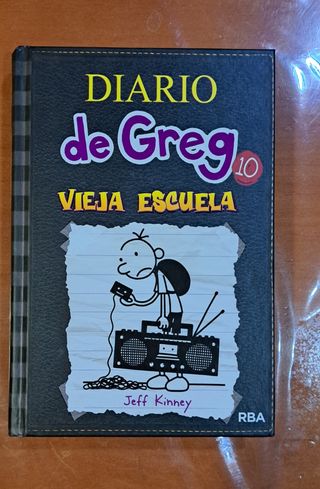 DIARIO
de Greg
10
VIEJA ESCUELA
Jeff Kinney
RBA